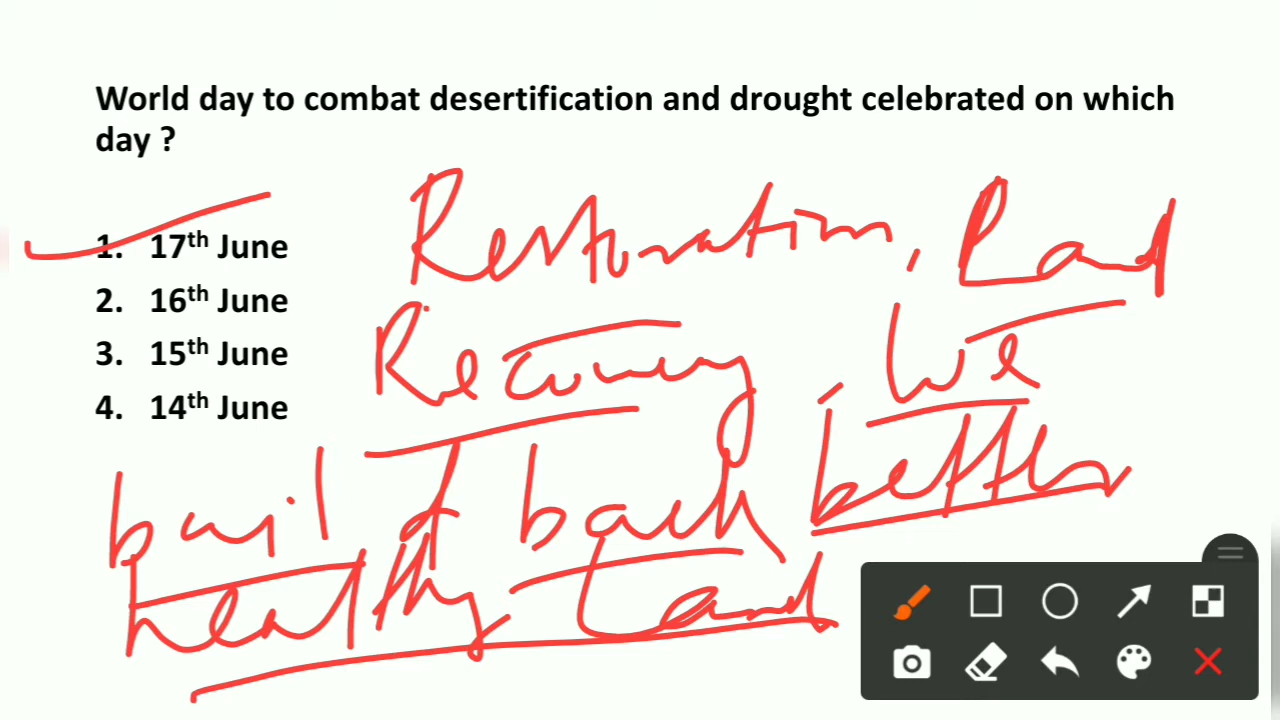 World day to combat desertification and drought celebrated on which
day ?
1. 17th June
2. 16th June
3. 15th June
4. 14th June
Restoration, Land
Recovery, We
build back better
healthy Land